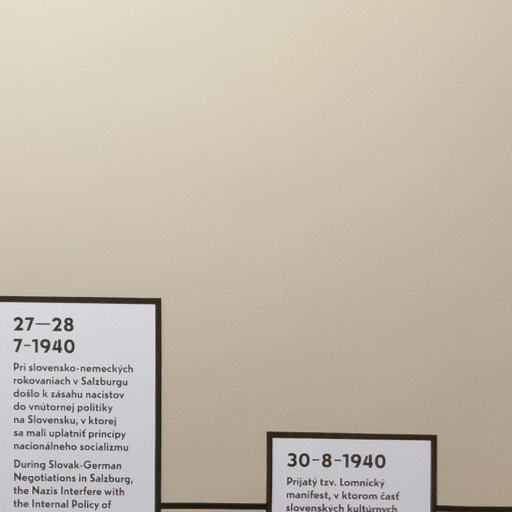 27—28
7-1940
Pri slovensko-nemeckých
rokovaniach v Salzburgu
došlo k zásahu nacistov
do vnútornej politiky
na Slovensku, v ktorej
sa mali uplatniť princípy
nacionálneho socializmu
During Slovak-German
Negotiations in Salzburg,
the Nazis Interfere with
the Internal Policy of
30-8-1940
Prijatý tzv. Lomnický
manifest, v ktorom časť
slovenských kultúrnych